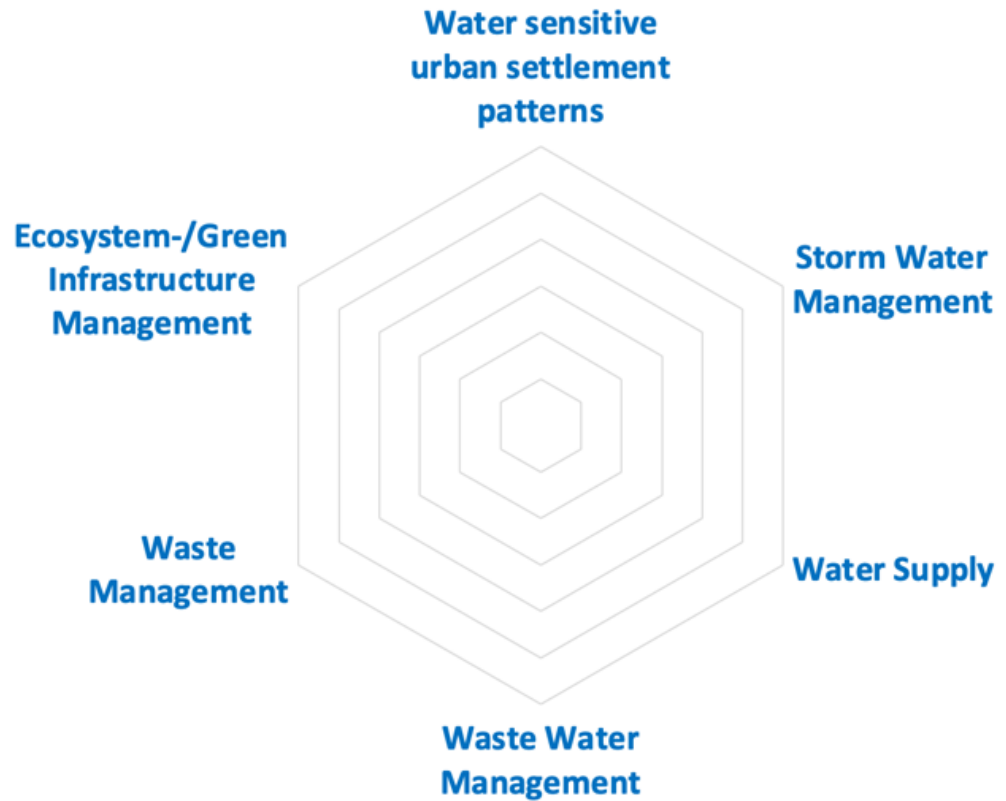 Water sensitive
urban settlement
patterns
Ecosystem-/Green
Infrastructure
Management
Storm Water
Management
Waste
Management
Water Supply
Waste Water
Management